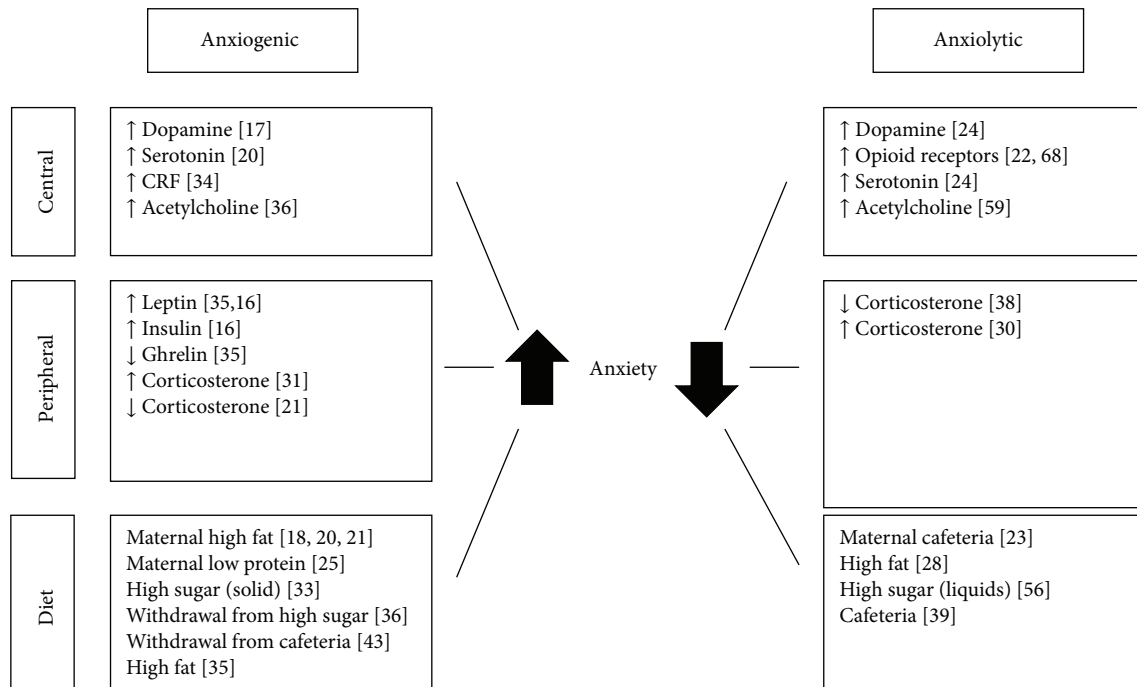 Anxiogenic
Anxiolytic
Central
↑ Dopamine [17]
↑ Serotonin [20]
↑ CRF [34]
↑ Acetylcholine [36]
↑ Dopamine [24]
↑ Opioid receptors [22, 68]
↑ Serotonin [24]
↑ Acetylcholine [59]
Peripheral
↑ Leptin [35,16]
↑ Insulin [16]
↓ Ghrelin [35]
↑ Corticosterone [31]
↓ Corticosterone [21]
Anxiety
↓ Corticosterone [38]
↑ Corticosterone [30]
Diet
Maternal high fat [18, 20, 21]
Maternal low protein [25]
High sugar (solid) [33]
Withdrawal from high sugar [36]
Withdrawal from cafeteria [43]
High fat [35]
Maternal cafeteria [23]
High fat [28]
High sugar (liquids) [56]
Cafeteria [39]